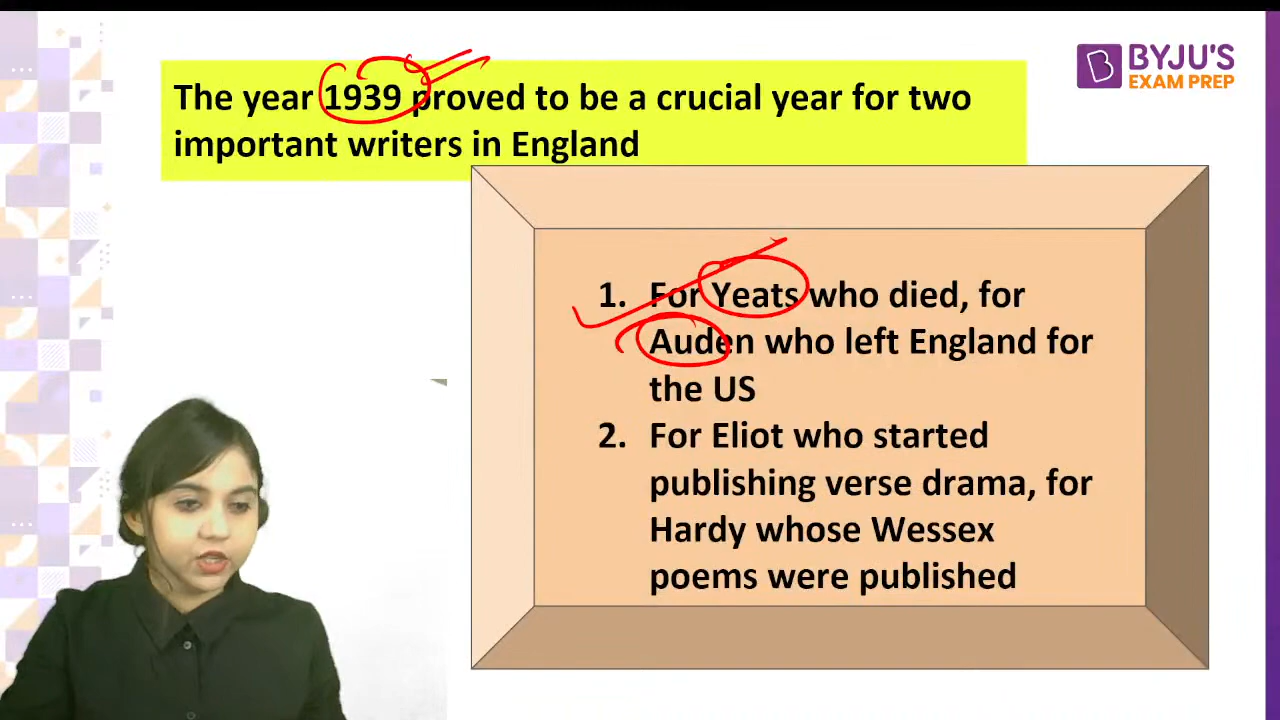 BYJU'S
EXAM PREP
The year 1939 proved to be a crucial year for two
important writers in England
1. For Yeats who died, for
Auden who left England for
the US
2. For Eliot who started
publishing verse drama, for
Hardy whose Wessex
poems were published